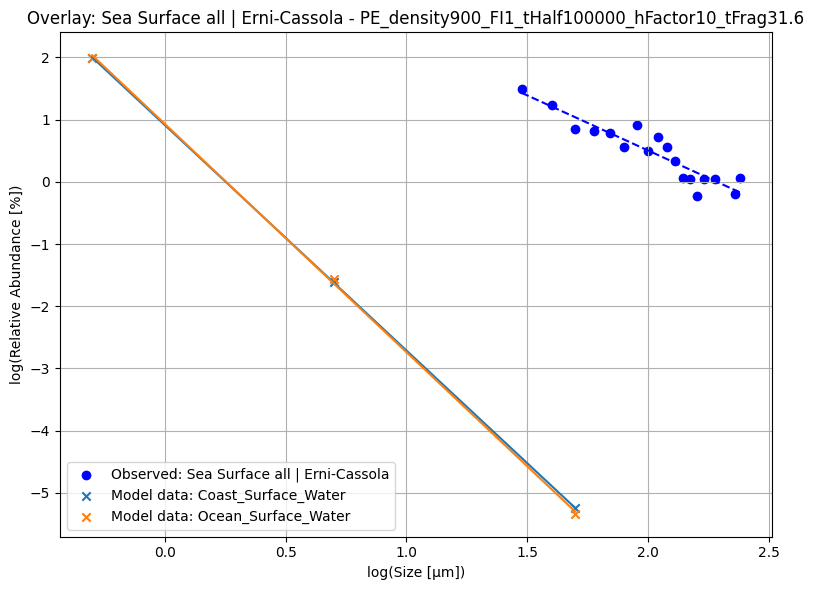 Overlay: Sea Surface all | Erni-Cassola - PE_density900_FI1_tHalf100000_hFactor10_tFrag31.6
log(Relative Abundance [%])
2
1
0
−1
−2
−3
−4
−5
Observed: Sea Surface all | Erni-Cassola
Model data: Coast_Surface_Water
Model data: Ocean_Surface_Water
0.0
0.5
1.0
1.5
2.0
2.5
log(Size [µm])